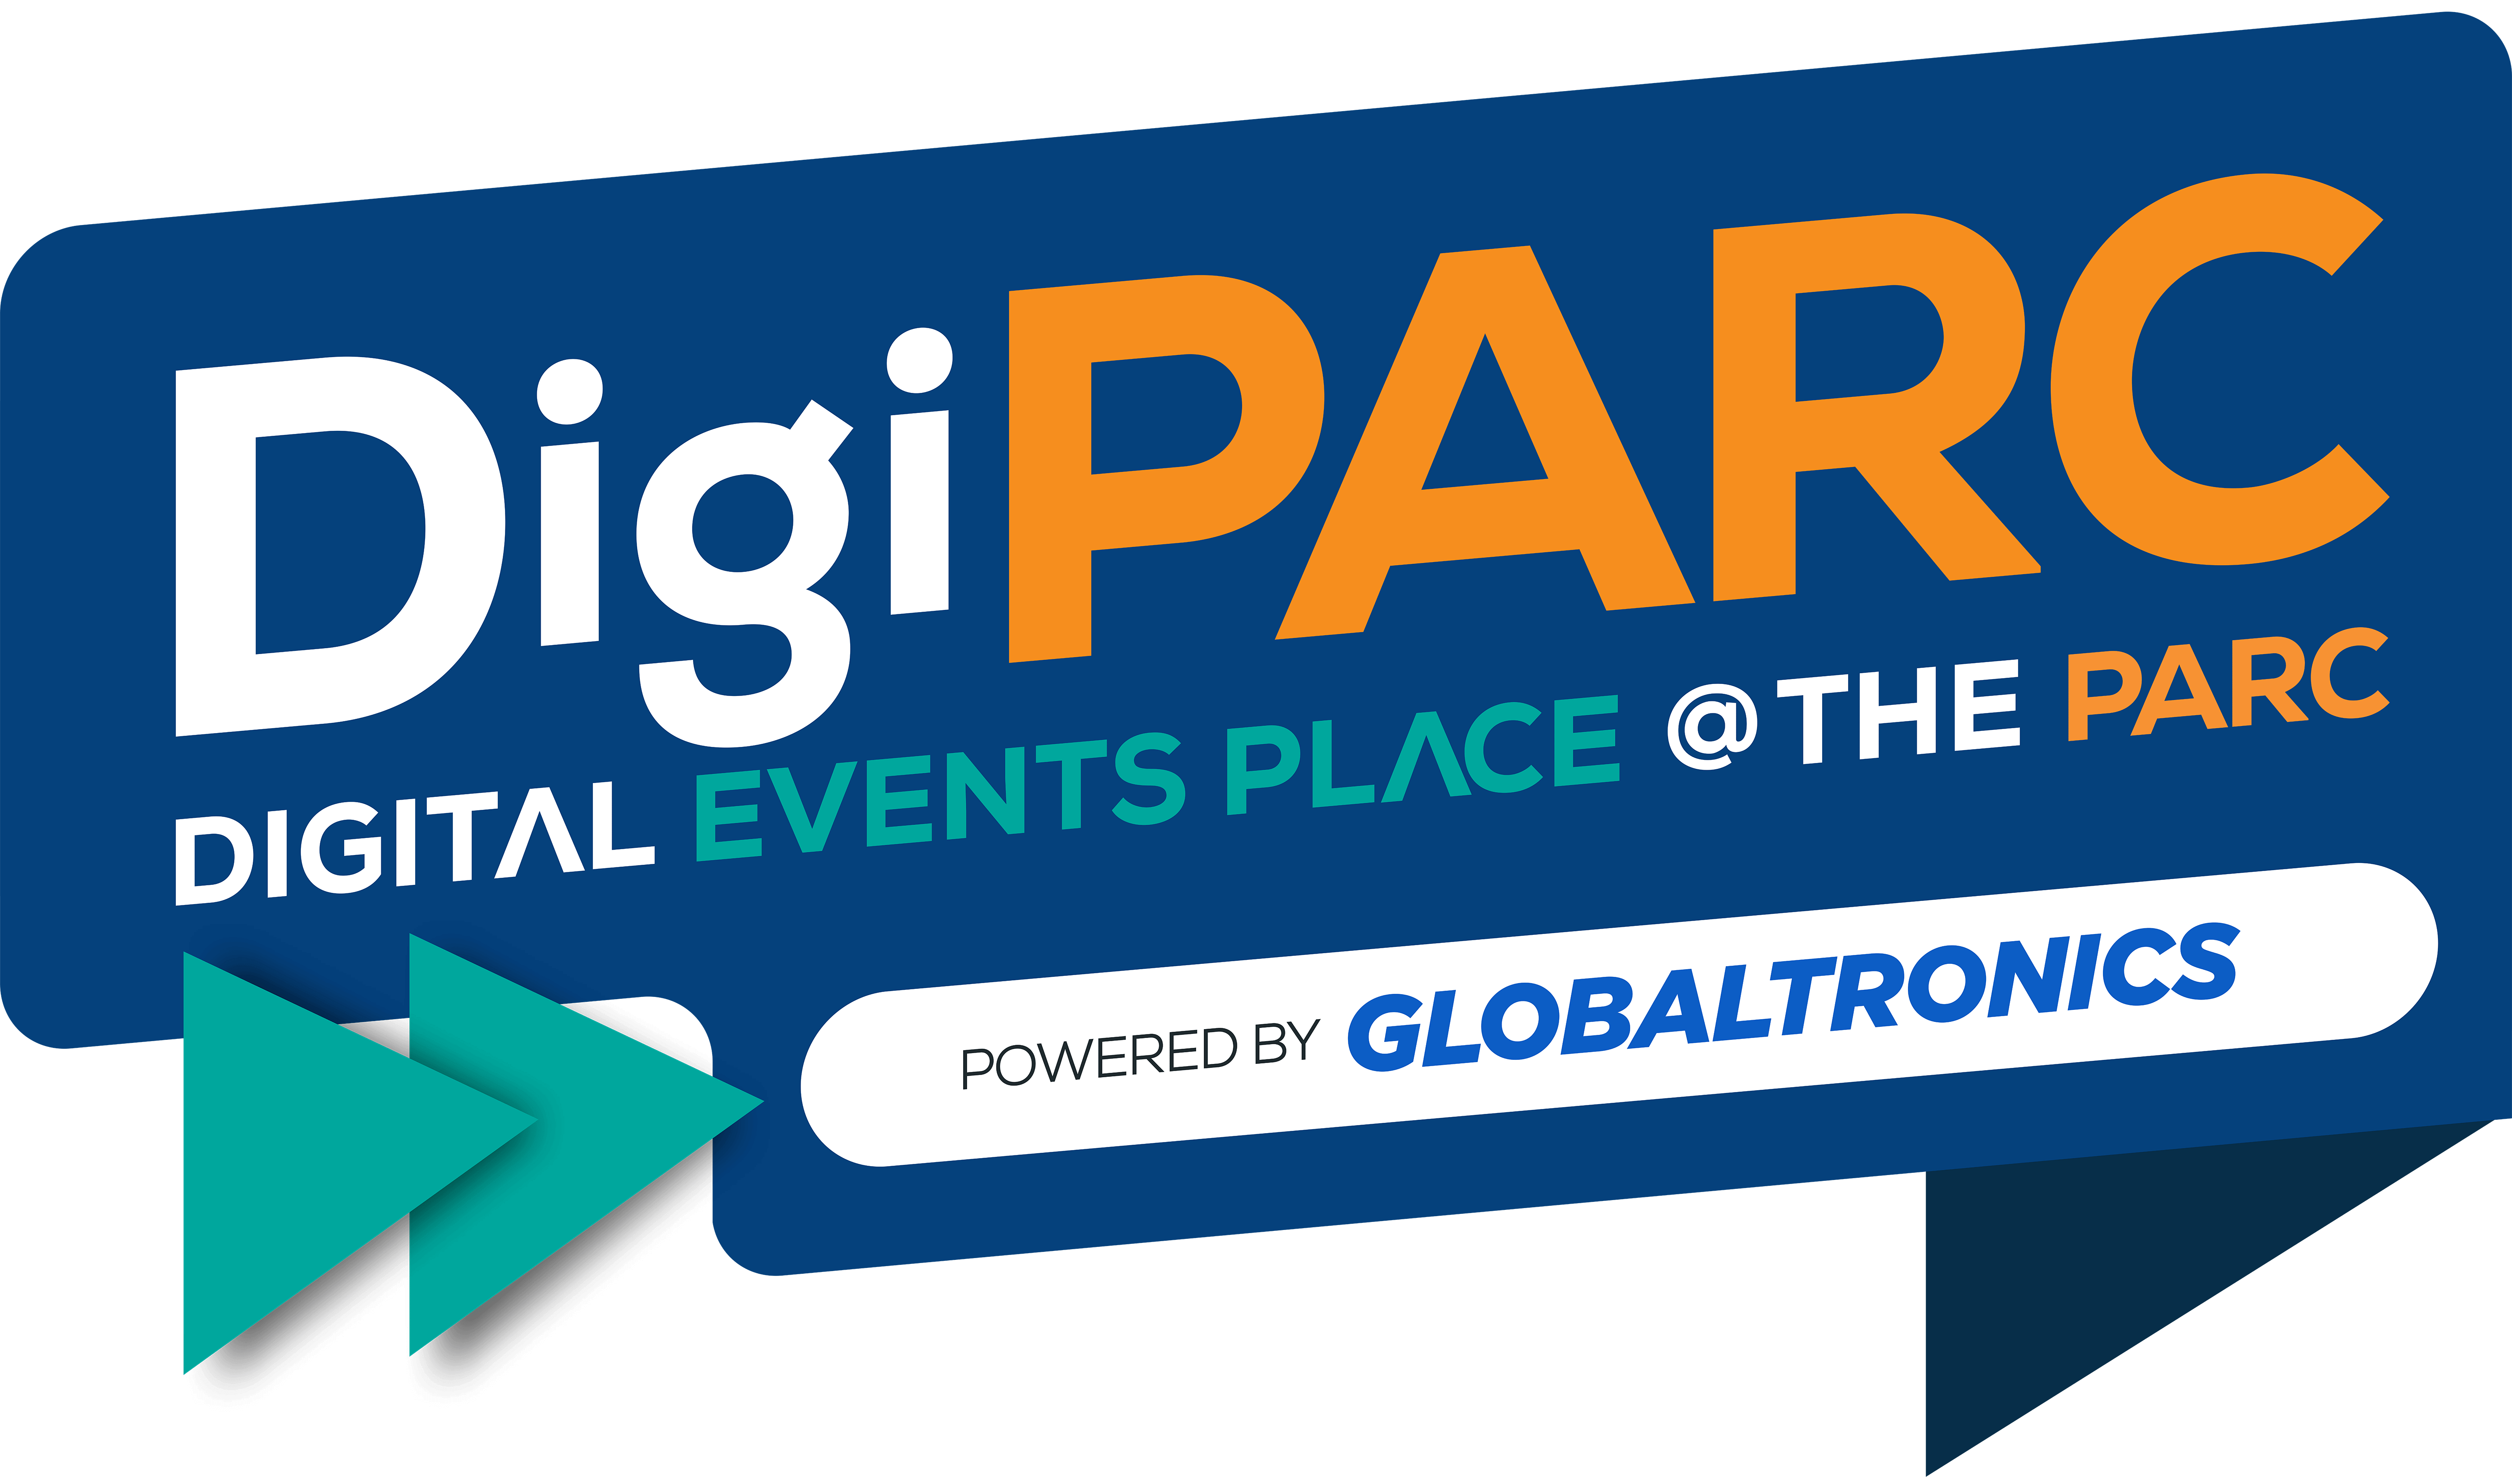 DigiPARC
DIGITAL EVENTS PLACE @THE PARC
POWERED BY GLOBALTRONICS